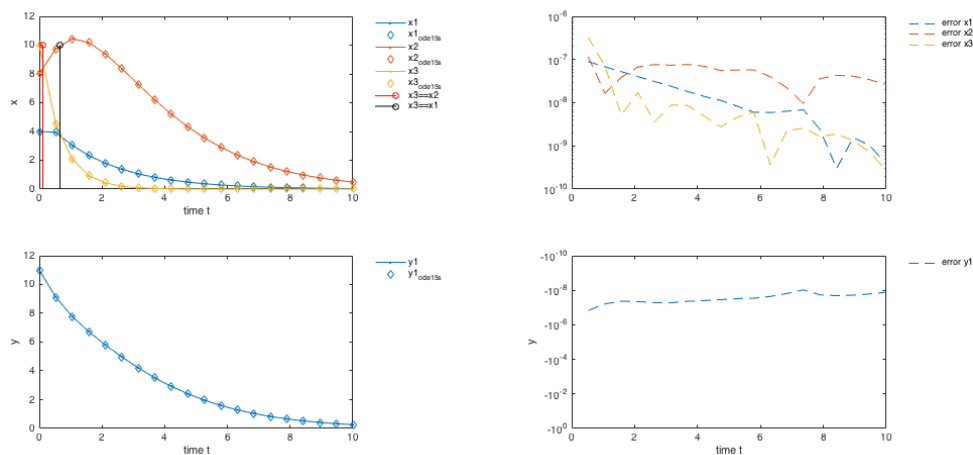 12
10
8
6
4
2
0
x
0
2
4
6
8
10
time t
x1
x1ode15s
x2
x2ode15s
x3
x3ode15s
x3==x2
x3==x1
10-6
10-7
10-8
10-9
10-10
0
2
4
6
8
10
error x1
error x2
error x3
12
10
8
6
4
2
0
y
0
2
4
6
8
10
time t
y1
y1ode15s
-10-10
-10-8
-10-6
-10-4
-10-2
-100
y
0
2
4
6
8
10
time t
error y1